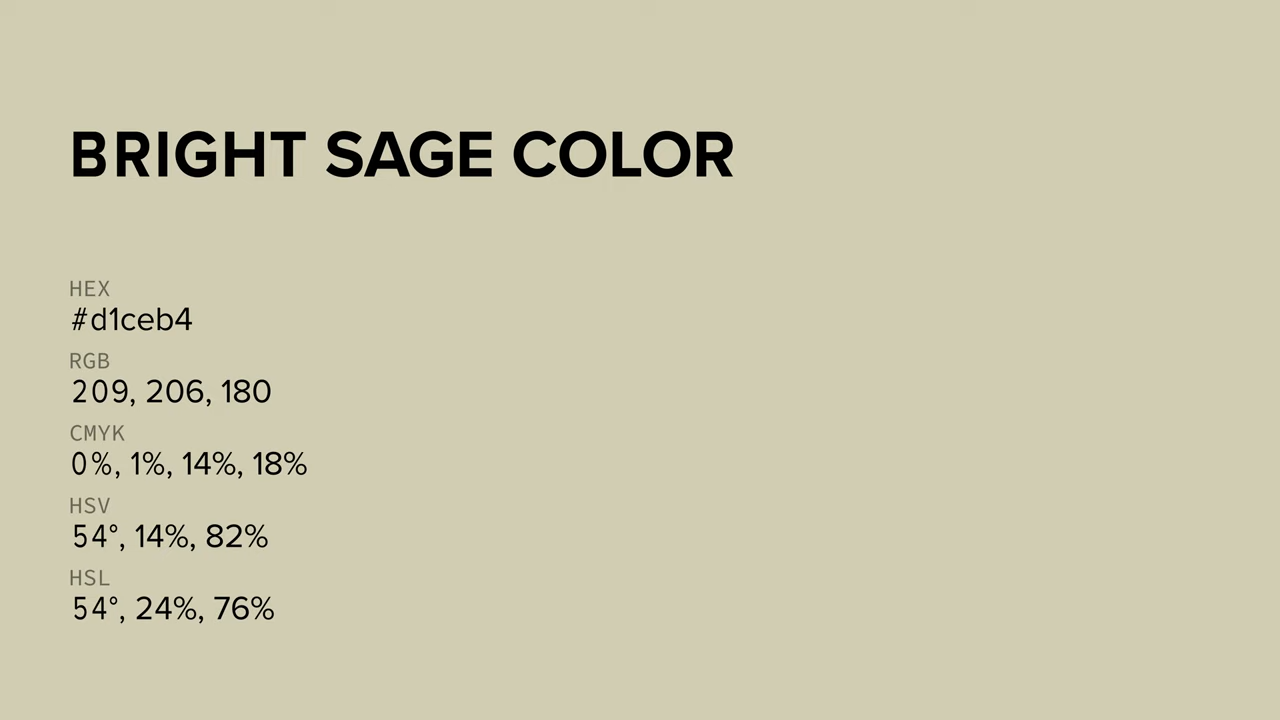 BRIGHT SAGE COLOR
HEX
#d1ceb4
RGB
209, 206, 180
CMYK
0%, 1%, 14%, 18%
HSV
54°, 14%, 82%
HSL
54°, 24%, 76%